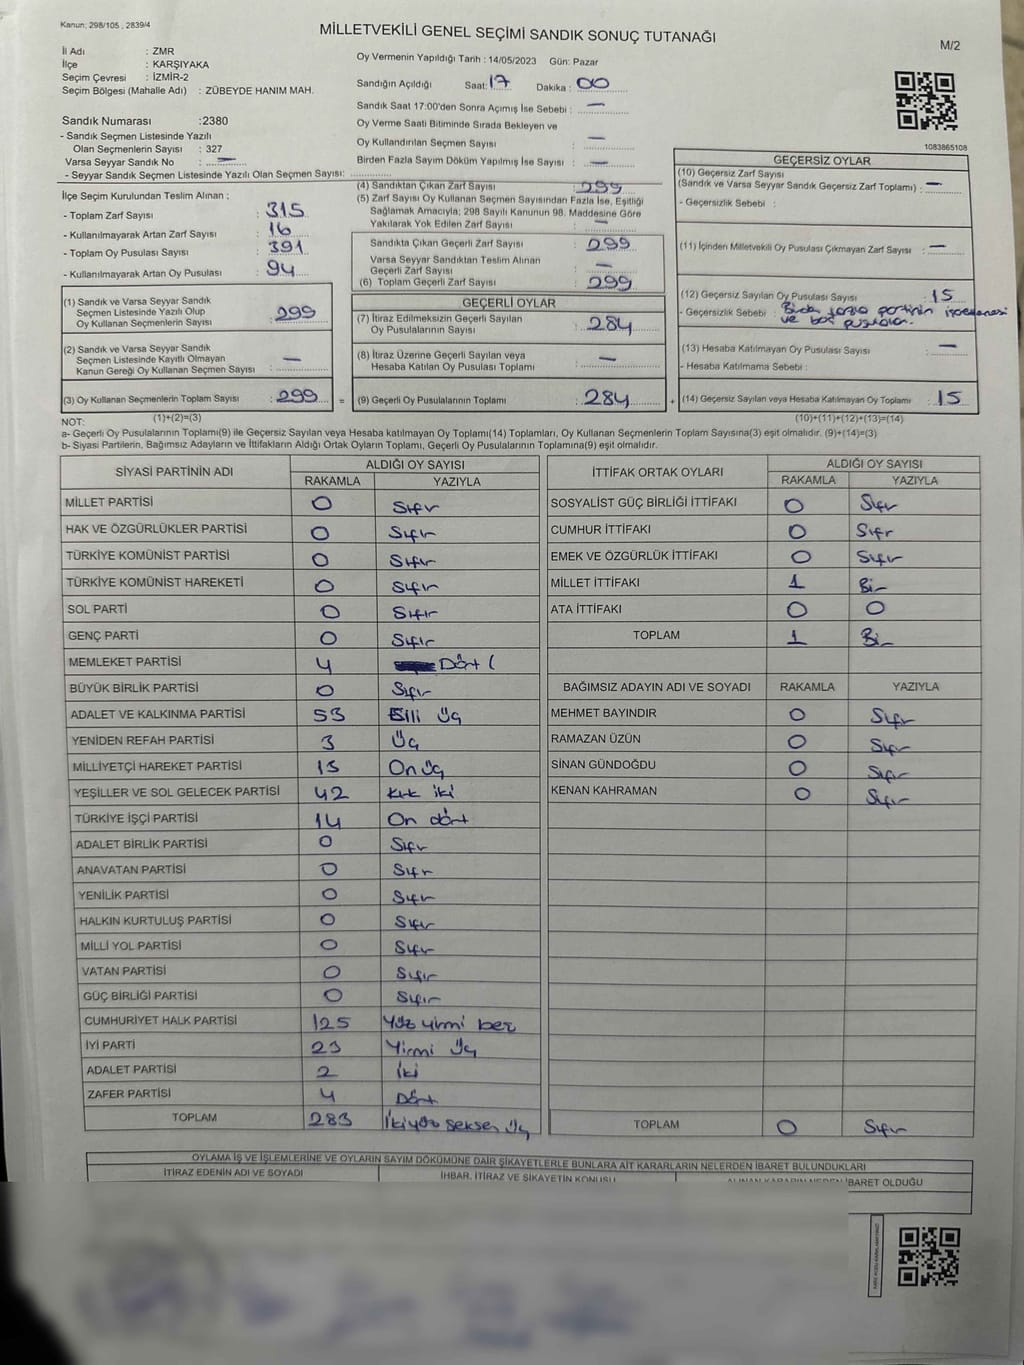 Kanun: 298/105 , 2839/4
MİLLETVEKİLİ GENEL SEÇİMİ SANDIK SONUÇ TUTANAĞI
M/2
İl Adı : ZMR
İlçe : KARŞIYAKA
Seçim Çevresi : İZMİR-2
Seçim Bölgesi (Mahalle Adı) : ZÜBEYDE HANIM MAH.
Oy Vermenin Yapıldığı Tarih : 14/05/2023 Gün: Pazar
Sandığın Açıldığı Saat: 17 Dakika : 00
Sandık Saat 17:00'den Sonra Açımış İse Sebebi : —
Oy Verme Saati Bitiminde Sırada Bekleyen ve
Oy Kullandırılan Seçmen Sayısı : —
Birden Fazla Sayım Döküm Yapılmış İse Sayısı : —
1083865108
Sandık Numarası :2380
- Sandık Seçmen Listesinde Yazılı
Olan Seçmenlerin Sayısı : 327
Varsa Seyyar Sandık No : —
- Seyyar Sandık Seçmen Listesinde Yazılı Olan Seçmen Sayısı:
İlçe Seçim Kurulundan Teslim Alınan ;
- Toplam Zarf Sayısı : 315
- Kullanılmayarak Artan Zarf Sayısı : 16
- Toplam Oy Pusulası Sayısı : 391
- Kullanılmayarak Artan Oy Pusulası : 94
(1) Sandık ve Varsa Seyyar Sandık
Seçmen Listesinde Yazılı Olup
Oy Kullanan Seçmenlerin Sayısı : 299
(2) Sandık ve Varsa Seyyar Sandık
Seçmen Listesinde Kayıtlı Olmayan
Kanun Gereği Oy Kullanan Seçmen Sayısı : —
(3) Oy Kullanan Seçmenlerin Toplam Sayısı : 299 =
(1)+(2)=(3)
(4) Sandıktan Çıkan Zarf Sayısı : 299
(5) Zarf Sayısı Oy Kullanan Seçmen Sayısından Fazla İse, Eşitliği
Sağlamak Amacıyla; 298 Sayılı Kanunun 98. Maddesine Göre
Yakılarak Yok Edilen Zarf Sayısı : —
Sandıkta Çıkan Geçerli Zarf Sayısı : 299
Varsa Seyyar Sandıktan Teslim Alınan
Geçerli Zarf Sayısı : —
(6) Toplam Geçerli Zarf Sayısı : 299
GEÇERLİ OYLAR
(7) İtiraz Edilmeksizin Geçerli Sayılan
Oy Pusulalarının Sayısı : 284
(8) İtiraz Üzerine Geçerli Sayılan veya
Hesaba Katılan Oy Pusulası Toplamı : —
(9) Geçerli Oy Pusulalarının Toplamı : 284 +
GEÇERSİZ OYLAR
(10) Geçersiz Zarf Sayısı
(Sandık ve Varsa Seyyar Sandık Geçersiz Zarf Toplamı) : —
- Geçersizlik Sebebi :
(11) İçinden Milletvekili Oy Pusulası Çıkmayan Zarf Sayısı : —
(12) Geçersiz Sayılan Oy Pusulası Sayısı : 15
- Geçersizlik Sebebi : Birden fazla partinin
ve boş pusulalar.
(13) Hesaba Katılmayan Oy Pusulası Sayısı : —
- Hesaba Katılmama Sebebi :
(14) Geçersiz Sayılan veya Hesaba Katılmayan Oy Toplamı : 15
(10)+(11)+(12)+(13)=(14)
NOT:
a- Geçerli Oy Pusulalarının Toplamı(9) ile Geçersiz Sayılan veya Hesaba katılmayan Oy Toplamı(14) Toplamları, Oy Kullanan Seçmenlerin Toplam Sayısına(3) eşit olmalıdır. (9)+(14)=(3)
b- Siyasi Partilerin, Bağımsız Adayların ve İttifakların Aldığı Ortak Oyların Toplamı, Geçerli Oy Pusulalarının Toplamına(9) eşit olmalıdır.
SİYASİ PARTİNİN ADI ALDIĞI OY SAYISI
RAKAMLA YAZIYLA
MİLLET PARTİSİ 0 Sıfır
HAK VE ÖZGÜRLÜKLER PARTİSİ 0 Sıfır
TÜRKİYE KOMÜNİST PARTİSİ 0 Sıfır
TÜRKİYE KOMÜNİST HAREKETİ 0 Sıfır
SOL PARTİ 0 Sıfır
GENÇ PARTİ 0 Sıfır
MEMLEKET PARTİSİ 4 Dört (
BÜYÜK BİRLİK PARTİSİ 0 Sıfır
ADALET VE KALKINMA PARTİSİ 53 Elli Üç
YENİDEN REFAH PARTİSİ 3 Üç
MİLLİYETÇİ HAREKET PARTİSİ 13 On üç
YEŞİLLER VE SOL GELECEK PARTİSİ 42 Kırk iki
TÜRKİYE İŞÇİ PARTİSİ 14 On dört
ADALET BİRLİK PARTİSİ 0 Sıfır
ANAVATAN PARTİSİ 0 Sıfır
YENİLİK PARTİSİ 0 Sıfır
HALKIN KURTULUŞ PARTİSİ 0 Sıfır
MİLLİ YOL PARTİSİ 0 Sıfır
VATAN PARTİSİ 0 Sıfır
GÜÇ BİRLİĞİ PARTİSİ 0 Sıfır
CUMHURİYET HALK PARTİSİ 125 Yüz yirmi beş
İYİ PARTİ 23 Yirmi Üç
ADALET PARTİSİ 2 İki
ZAFER PARTİSİ 4 Dört
TOPLAM 283 İkiyüz seksen Üç
İTTİFAK ORTAK OYLARI ALDIĞI OY SAYISI
RAKAMLA YAZIYLA
SOSYALİST GÜÇ BİRLİĞİ İTTİFAKI 0 Sıfır
CUMHUR İTTİFAKI 0 Sıfır
EMEK VE ÖZGÜRLÜK İTTİFAKI 0 Sıfır
MİLLET İTTİFAKI 1 Bir
ATA İTTİFAKI 0 0
TOPLAM 1 Bir
BAĞIMSIZ ADAYIN ADI VE SOYADI RAKAMLA YAZIYLA
MEHMET BAYINDIR 0 Sıfır
RAMAZAN ÜZÜN 0 Sıfır
SİNAN GÜNDOĞDU 0 Sıfır
KENAN KAHRAMAN 0 Sıfır
TOPLAM 0 Sıfır
OYLAMA İŞ VE İŞLEMLERİNE VE OYLARIN SAYIM DÖKÜMÜNE DAİR ŞİKAYETLERLE BUNLARA AİT KARARLARIN NELERDEN İBARET BULUNDUKLARI
İTİRAZ EDENİN ADI VE SOYADI İHBAR, İTİRAZ VE ŞİKAYETİN KONUSU ALINAN KARARIN NEDEN İBARET OLDUĞU